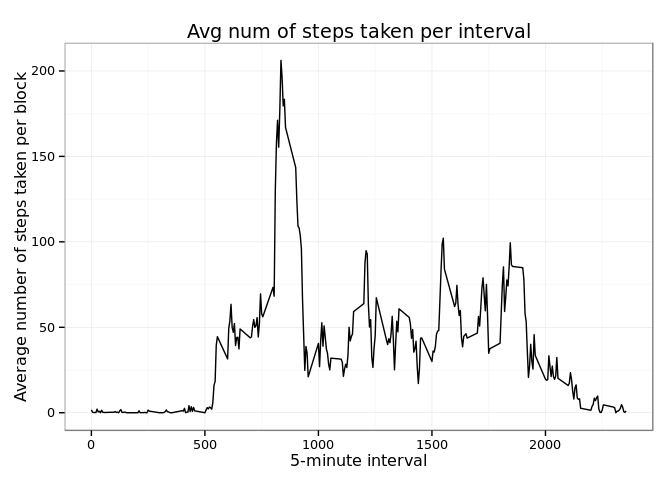 Avg num of steps taken per interval
Average number of steps taken per block
200
150
100
50
0
0 500 1000 1500 2000
5-minute interval